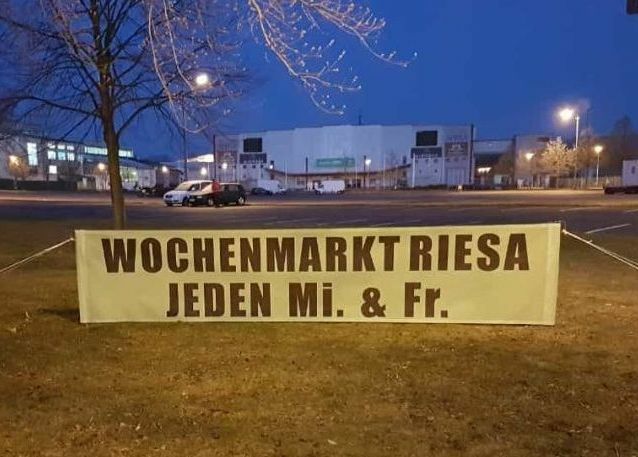 WOCHENMARKT RIESA
JEDEN Mi. & Fr.